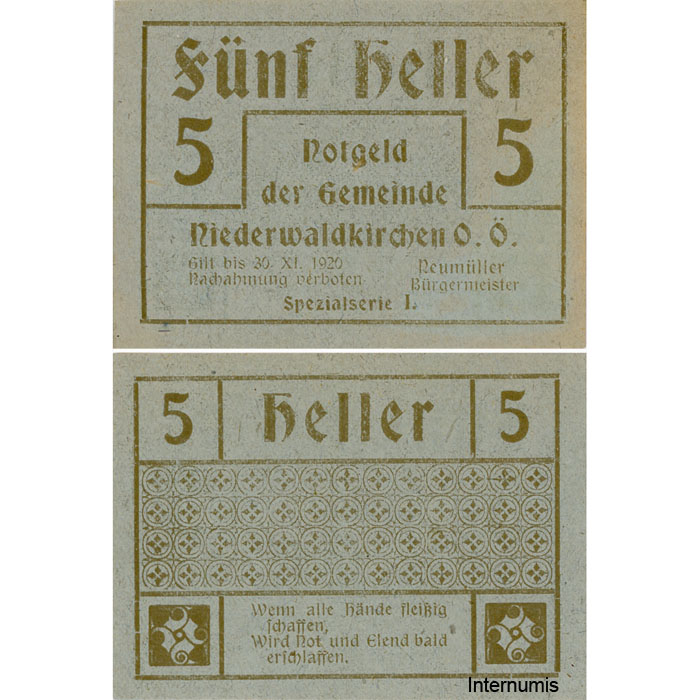 Fünf Heller
5 5
Notgeld
der Gemeinde
Niederwaldkirchen O. Ö.
Gilt bis 30. XI. 1920
Nachahmung verboten
Neumüller
Bürgermeister
Spezialserie I.
5 Heller 5
Wenn alle Hände fleißig
schaffen,
Wird Not und Elend bald
erschlaffen.
Internumis